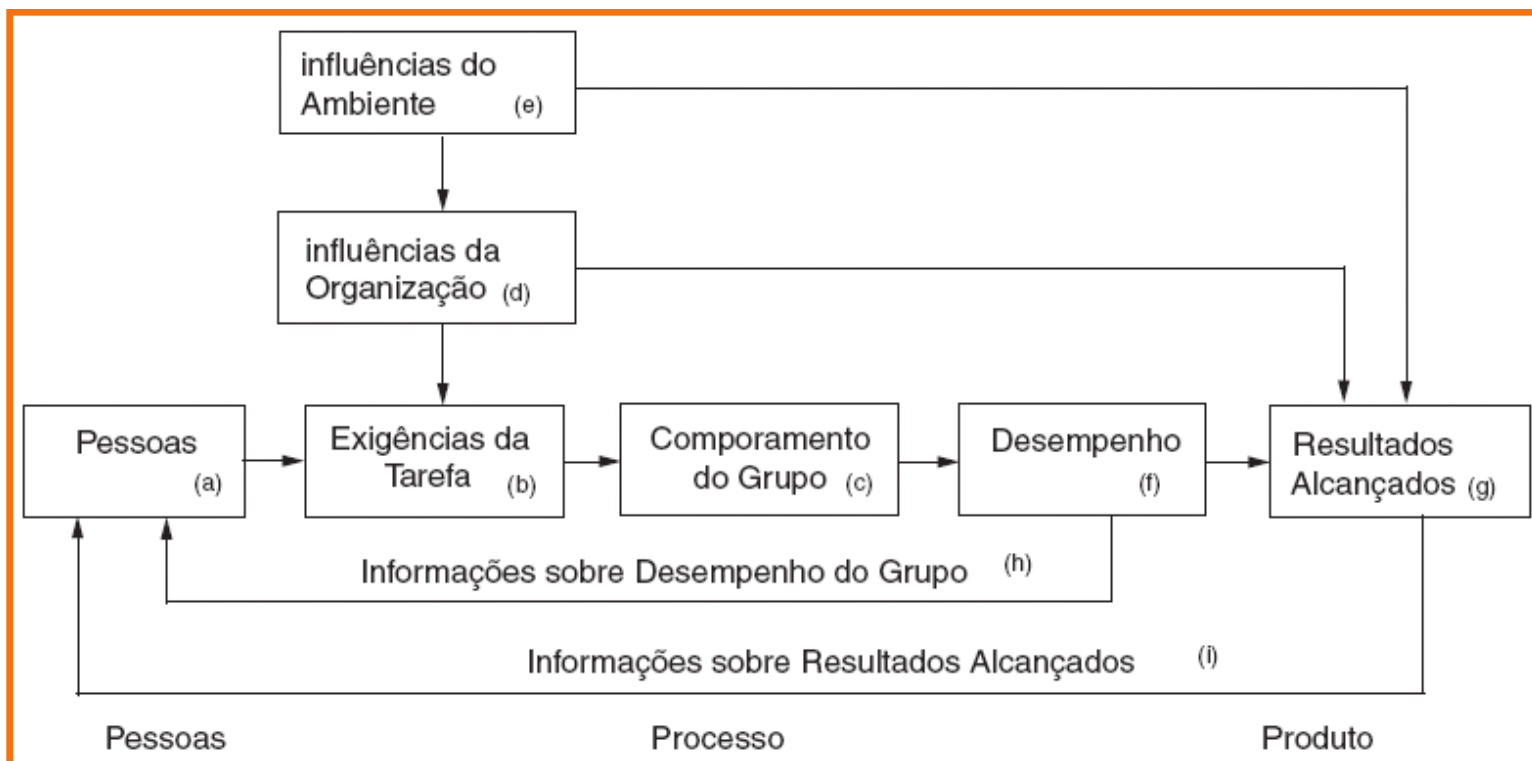 influências do
Ambiente (e)
influências da
Organização (d)
Pessoas
(a)
Exigências da
Tarefa (b)
Comporamento
do Grupo (c)
Desempenho
(f)
Resultados
Alcançados (g)
Informações sobre Desempenho do Grupo (h)
Informações sobre Resultados Alcançados (i)
Pessoas Processo Produto